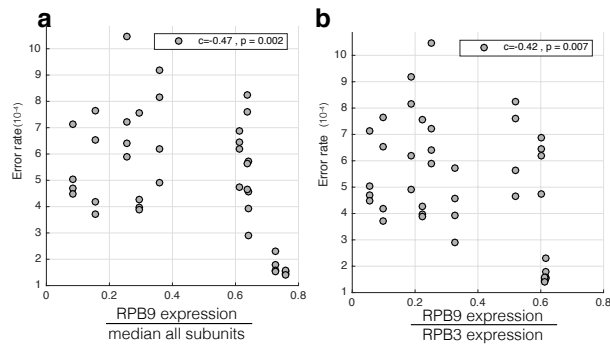 a
c=-0.47 , p = 0.002
10
9
8
7
6
5
4
3
2
1
Error rate (10⁻⁴)
0 0.2 0.4 0.6 0.8
RPB9 expression
median all subunits
b
c=-0.42 , p = 0.007
10
9
8
7
6
5
4
3
2
1
Error rate (10⁻⁴)
0 0.2 0.4 0.6 0.8
RPB9 expression
RPB3 expression